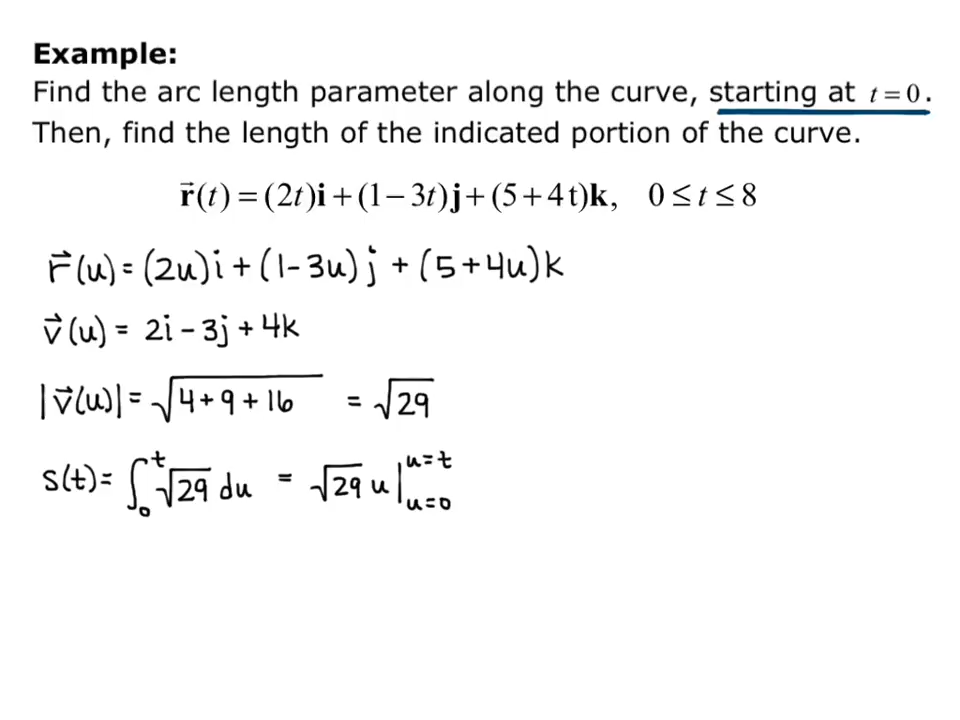 Example:
Find the arc length parameter along the curve, starting at t = 0.
Then, find the length of the indicated portion of the curve.
r⃗(t) = (2t)i + (1 − 3t)j + (5 + 4t)k,   0 ≤ t ≤ 8
r⃗(u) = (2u)i + (1 - 3u)j + (5 + 4u)k
v⃗(u) = 2i - 3j + 4k
|v⃗(u)| = √(4 + 9 + 16) = √29
s(t) = ∫₀ᵗ √29 du = √29 u |_{u=0}^{u=t}